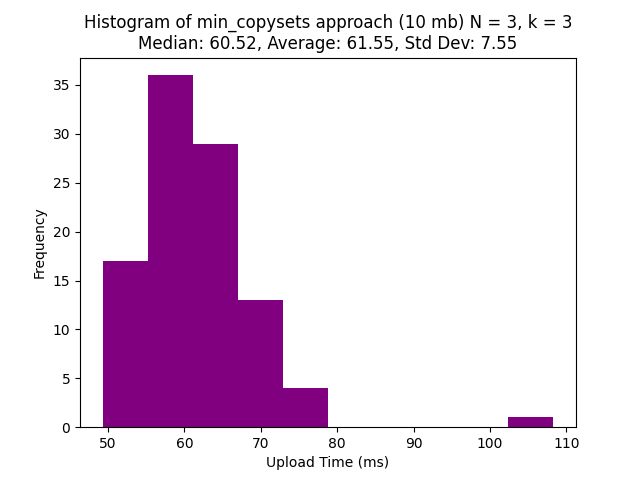 Histogram of min_copysets approach (10 mb) N = 3, k = 3
Median: 60.52, Average: 61.55, Std Dev: 7.55
35
30
25
20
15
10
5
0
Frequency
50 60 70 80 90 100 110
Upload Time (ms)